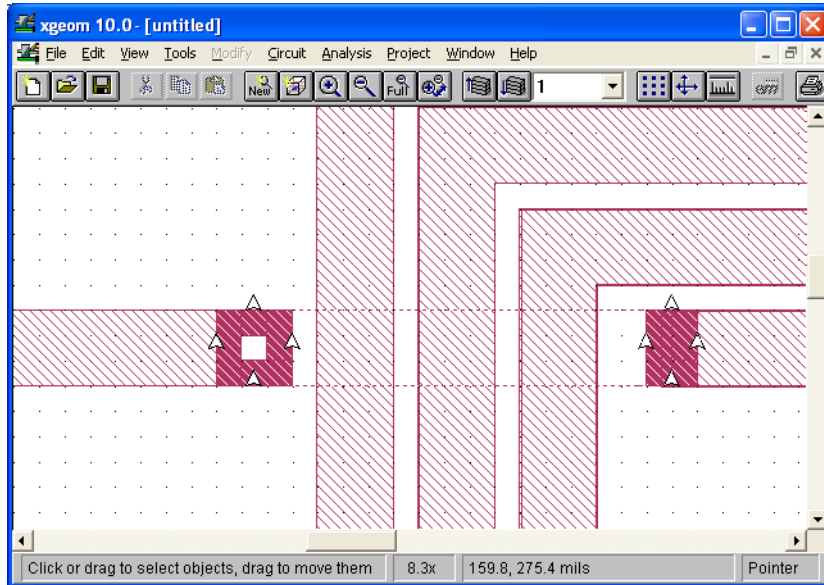 xgeom 10.0 - [untitled]
File Edit View Tools Modify Circuit Analysis Project Window Help
New Full 1 em
Click or drag to select objects, drag to move them 8.3x 159.8, 275.4 mils Pointer